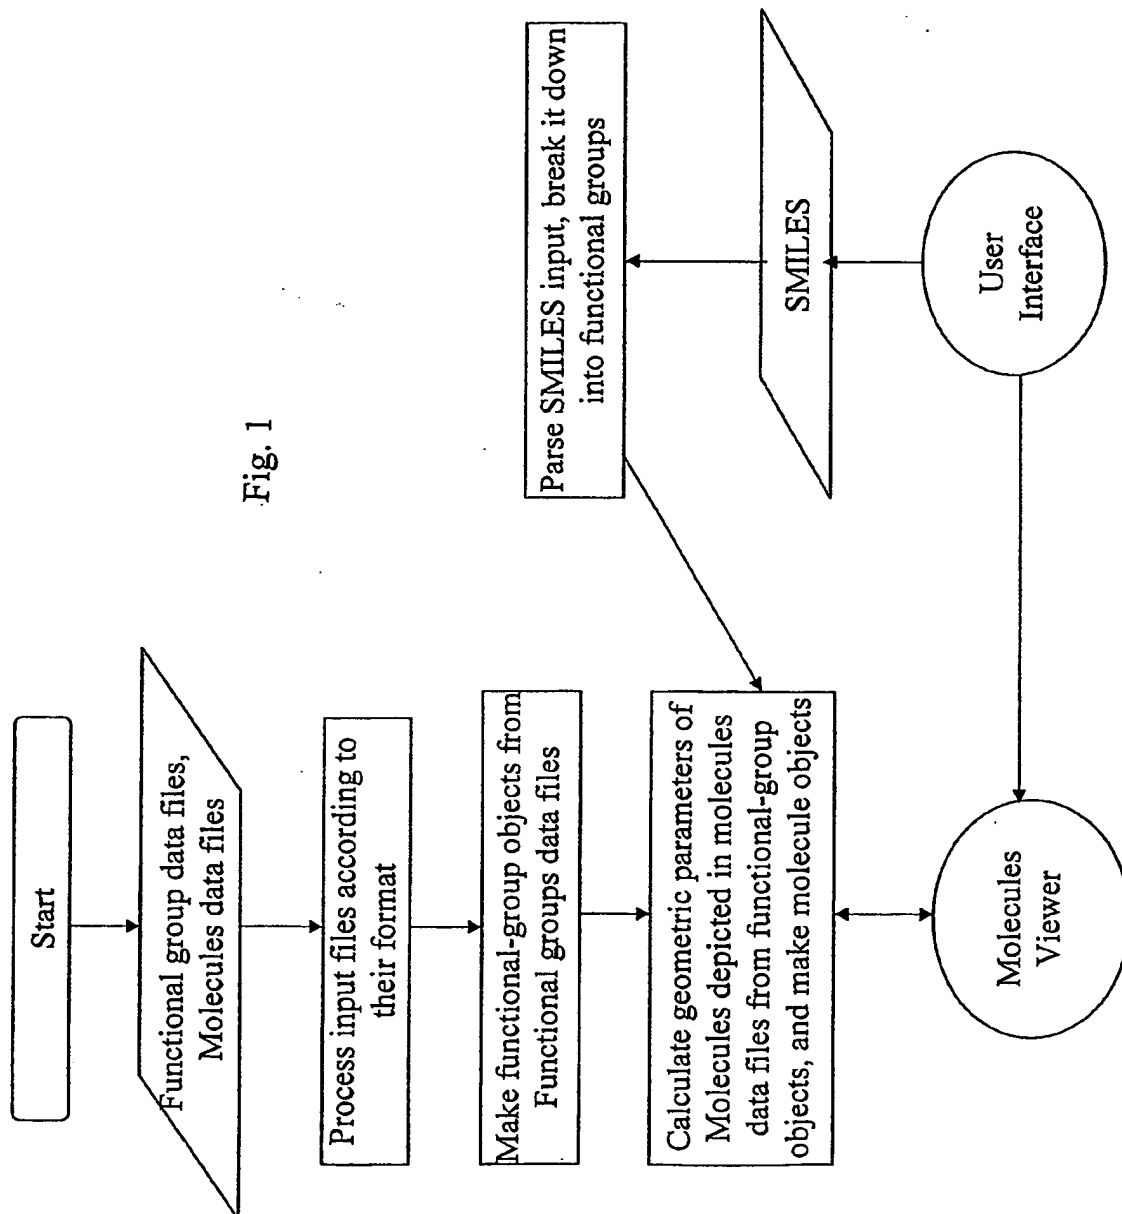 Start
Functional group data files,
Molecules data files
Process input files according to
their format
Make functional-group objects from
Functional groups data files
Calculate geometric parameters of
Molecules depicted in molecules
data files from functional-group
objects, and make molecule objects
Molecules
Viewer
Fig. 1
Parse SMILES input, break it down
into functional groups
SMILES
User
Interface